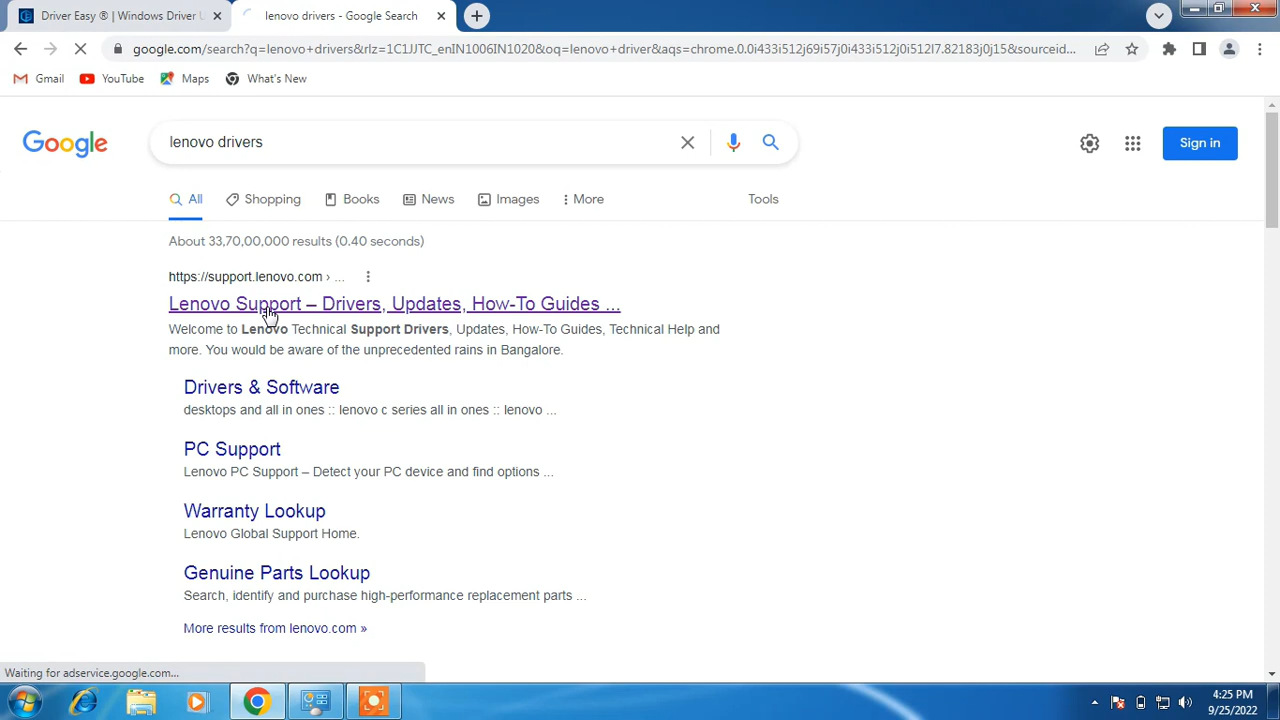 Driver Easy ® | Windows Driver U
lenovo drivers - Google Search
google.com/search?q=lenovo+drivers&rlz=1C1JJTC_enIN1006IN1020&oq=lenovo+driver&aqs=chrome.0.0i433i512j69i57j0i433i512j0i512l7.82183j0j15&sourceid...
Gmail
YouTube
Maps
What's New
Google
lenovo drivers
Sign in
All
Shopping
Books
News
Images
More
Tools
About 33,70,00,000 results (0.40 seconds)
https://support.lenovo.com › ...
Lenovo Support – Drivers, Updates, How-To Guides ...
Welcome to Lenovo Technical Support Drivers, Updates, How-To Guides, Technical Help and
more. You would be aware of the unprecedented rains in Bangalore.
Drivers & Software
desktops and all in ones :: lenovo c series all in ones :: lenovo ...
PC Support
Lenovo PC Support – Detect your PC device and find options ...
Warranty Lookup
Lenovo Global Support Home.
Genuine Parts Lookup
Search, identify and purchase high-performance replacement parts ...
More results from lenovo.com »
Waiting for adservice.google.com...
4:25 PM
9/25/2022